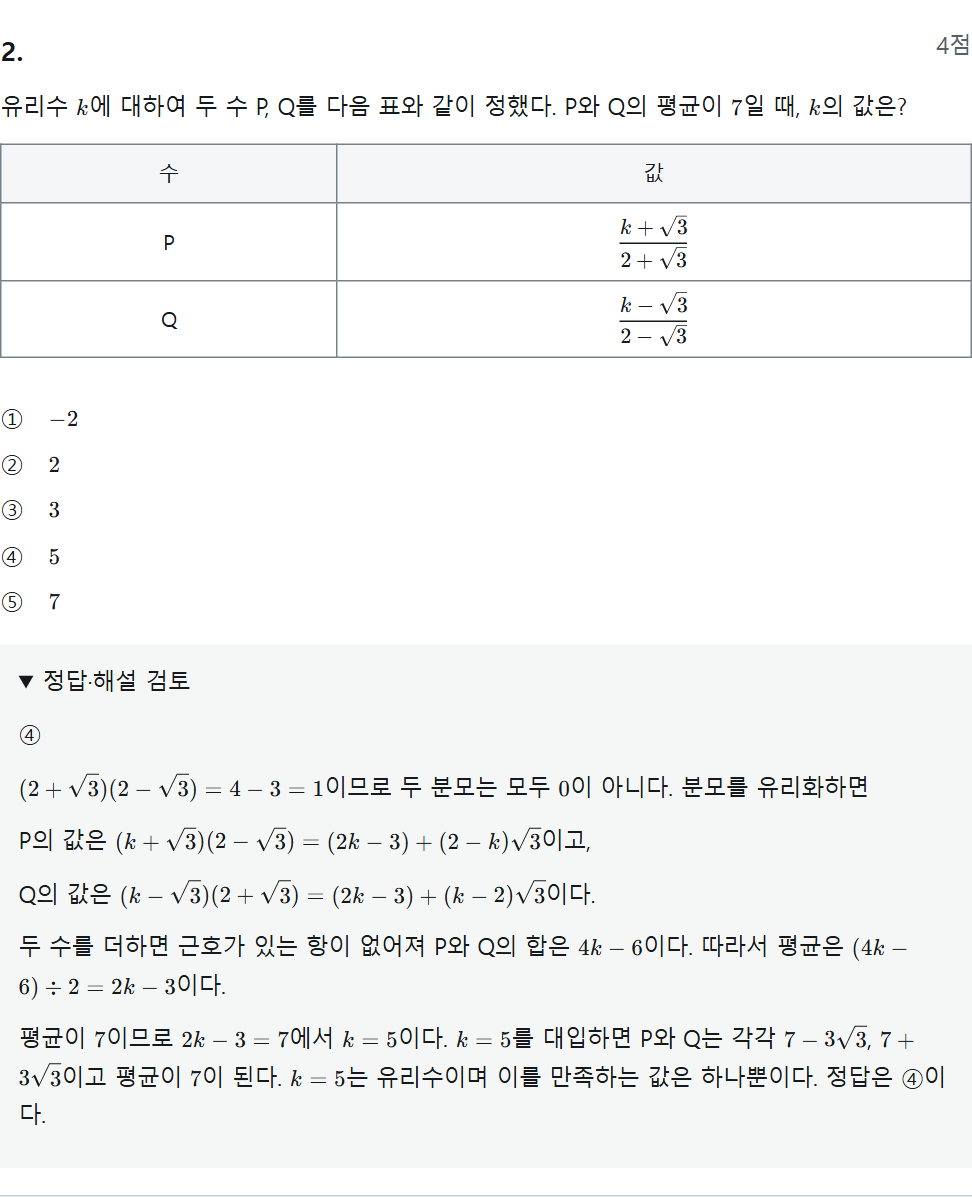 2.
4점
유리수 k에 대하여 두 수 P, Q를 다음 표와 같이 정했다. P와 Q의 평균이 7일 때, k의 값은?
수 값
P \frac{k+\sqrt{3}}{2+\sqrt{3}}
Q \frac{k-\sqrt{3}}{2-\sqrt{3}}
① −2
② 2
③ 3
④ 5
⑤ 7
▼ 정답·해설 검토
④
(2 + √3)(2 − √3) = 4 − 3 = 1이므로 두 분모는 모두 0이 아니다. 분모를 유리화하면
P의 값은 (k + √3)(2 − √3) = (2k − 3) + (2 − k)√3이고,
Q의 값은 (k − √3)(2 + √3) = (2k − 3) + (k − 2)√3이다.
두 수를 더하면 근호가 있는 항이 없어져 P와 Q의 합은 4k − 6이다. 따라서 평균은 (4k −
6) ÷ 2 = 2k − 3이다.
평균이 7이므로 2k − 3 = 7에서 k = 5이다. k = 5를 대입하면 P와 Q는 각각 7 − 3√3, 7 +
3√3이고 평균이 7이 된다. k = 5는 유리수이며 이를 만족하는 값은 하나뿐이다. 정답은 ④이
다.